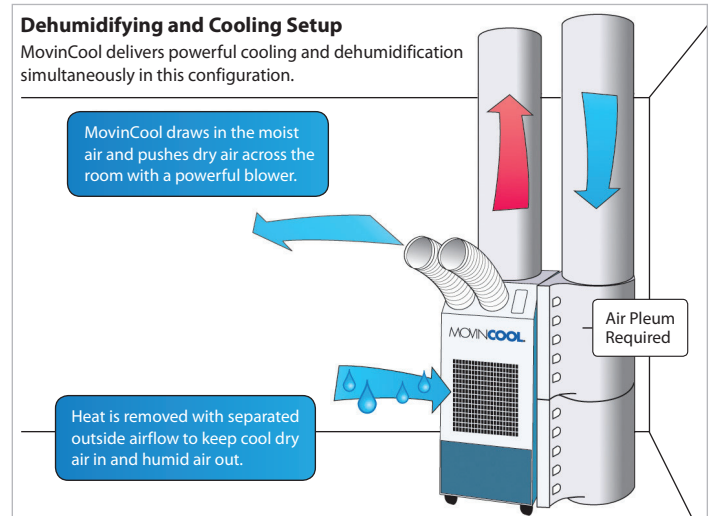 Dehumidifying and Cooling Setup
MovinCool delivers powerful cooling and dehumidification
simultaneously in this configuration.
MovinCool draws in the moist
air and pushes dry air across the
room with a powerful blower.
MOVINCOOL
Air Pleum
Required
Heat is removed with separated
outside airflow to keep cool dry
air in and humid air out.